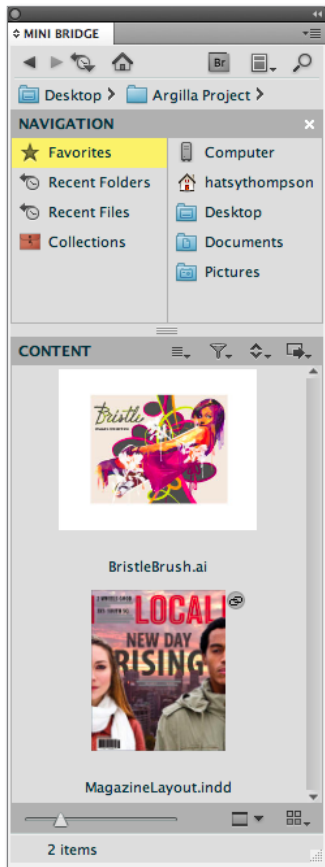 MINI BRIDGE
Br
Desktop > Argilla Project >
NAVIGATION
Favorites
Recent Folders
Recent Files
Collections
Computer
hatsythompson
Desktop
Documents
Pictures
CONTENT
Bristle
BristleBrush.ai
LOCAL
NEW DAY
RISING
MagazineLayout.indd
2 items